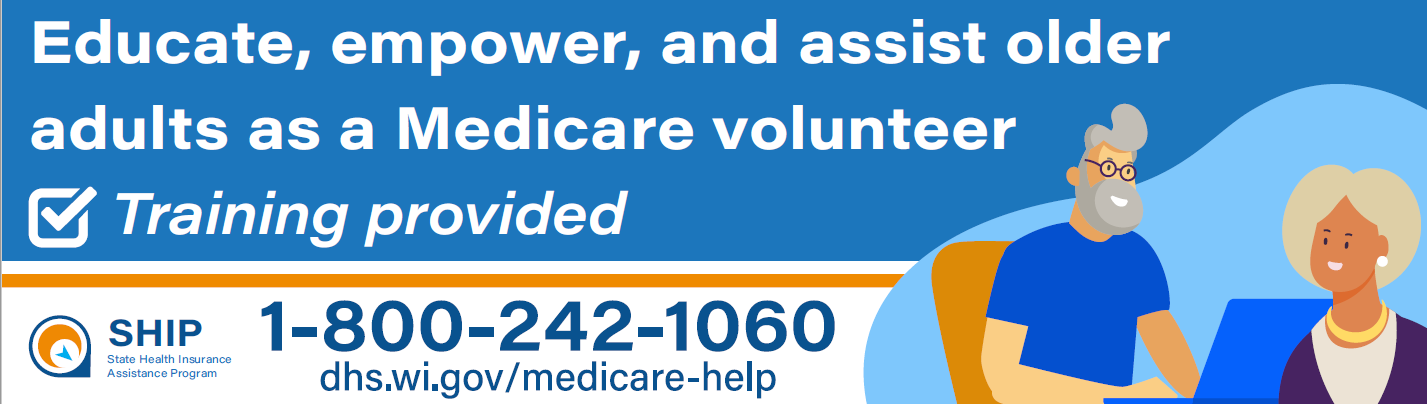 Educate, empower, and assist older
adults as a Medicare volunteer
Training provided
SHIP
State Health Insurance
Assistance Program
1-800-242-1060
dhs.wi.gov/medicare-help